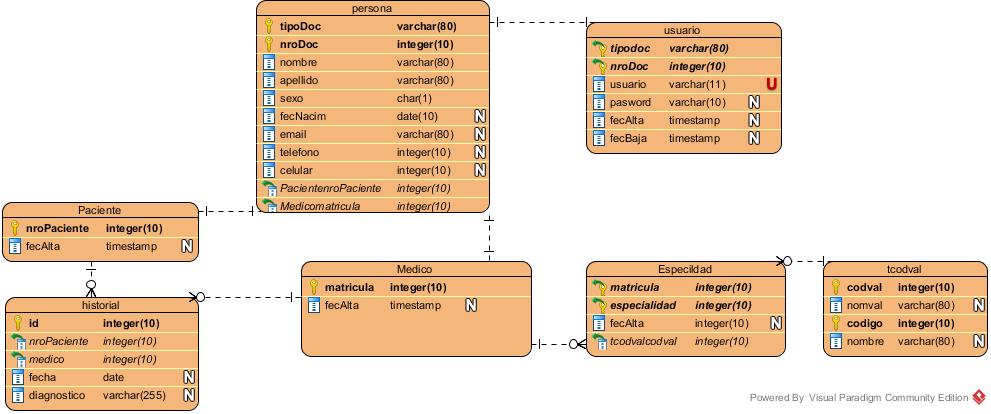 persona
tipoDoc varchar(80)
nroDoc integer(10)
nombre varchar(80)
apellido varchar(80)
sexo char(1)
fecNacim date(10) N
email varchar(80) N
telefono integer(10) N
celular integer(10) N
PacientenroPaciente integer(10)
Medicomatricula integer(10)
usuario
tipodoc varchar(80)
nroDoc integer(10)
usuario varchar(11) U
pasword varchar(10) N
fecAlta timestamp N
fecBaja timestamp N
Paciente
nroPaciente integer(10)
fecAlta timestamp N
historial
id integer(10)
nroPaciente integer(10)
medico integer(10)
fecha date N
diagnostico varchar(255) N
Medico
matricula integer(10)
fecAlta timestamp N
Especildad
matricula integer(10)
especialidad integer(10)
fecAlta integer(10) N
tcodvalcodval integer(10)
tcodval
codval integer(10)
nomval varchar(80) N
codigo integer(10)
nombre varchar(80) N
Powered By Visual Paradigm Community Edition